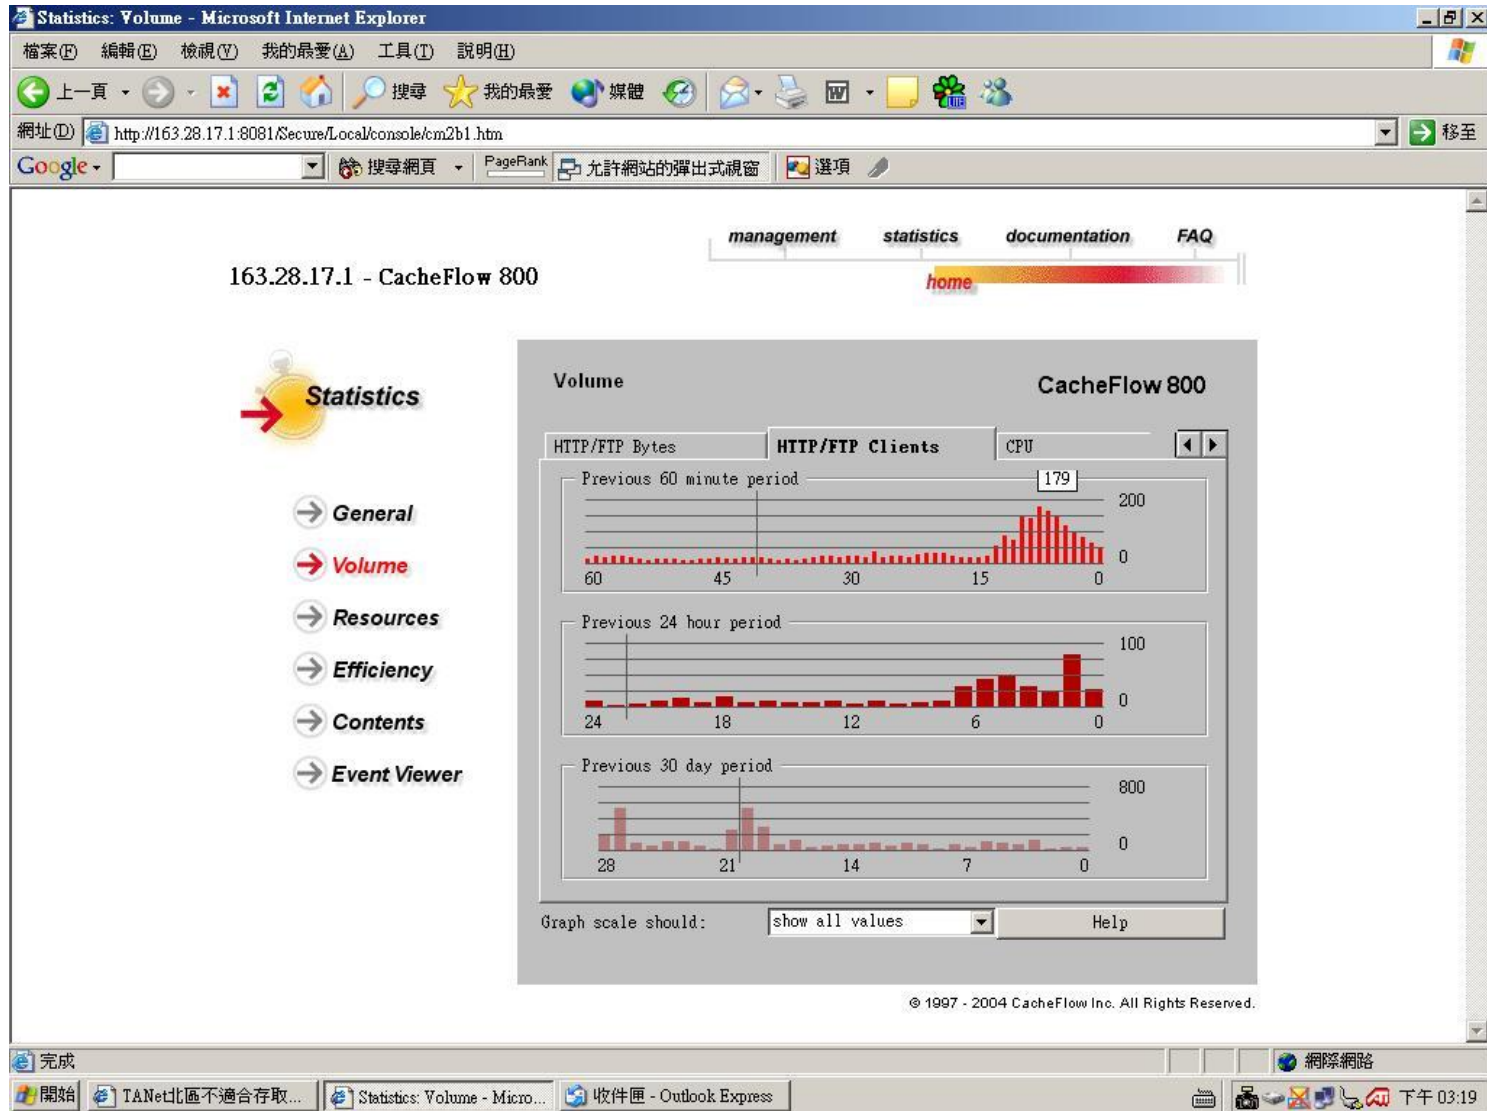 Statistics: Volume - Microsoft Internet Explorer
檔案(F) 編輯(E) 檢視(V) 我的最愛(A) 工具(T) 說明(H)
上一頁 搜尋 我的最愛 媒體
網址(D) http://163.28.17.1:8081/Secure/Local/console/cm2b1.htm 移至
Google 搜尋網頁 PageRank 允許網站的彈出式視窗 選項
management statistics documentation FAQ
163.28.17.1 - CacheFlow 800
home
Statistics
General
Volume
Resources
Efficiency
Contents
Event Viewer
Volume CacheFlow 800
HTTP/FTP Bytes HTTP/FTP Clients CPU
Previous 60 minute period 179
200
0
60 45 30 15 0
Previous 24 hour period
100
0
24 18 12 6 0
Previous 30 day period
800
0
28 21 14 7 0
Graph scale should: show all values Help
© 1997 - 2004 CacheFlow Inc. All Rights Reserved.
完成 網際網路
開始 TANet北區不適合存取... Statistics: Volume - Micro... 收件匣 - Outlook Express 下午 03:19